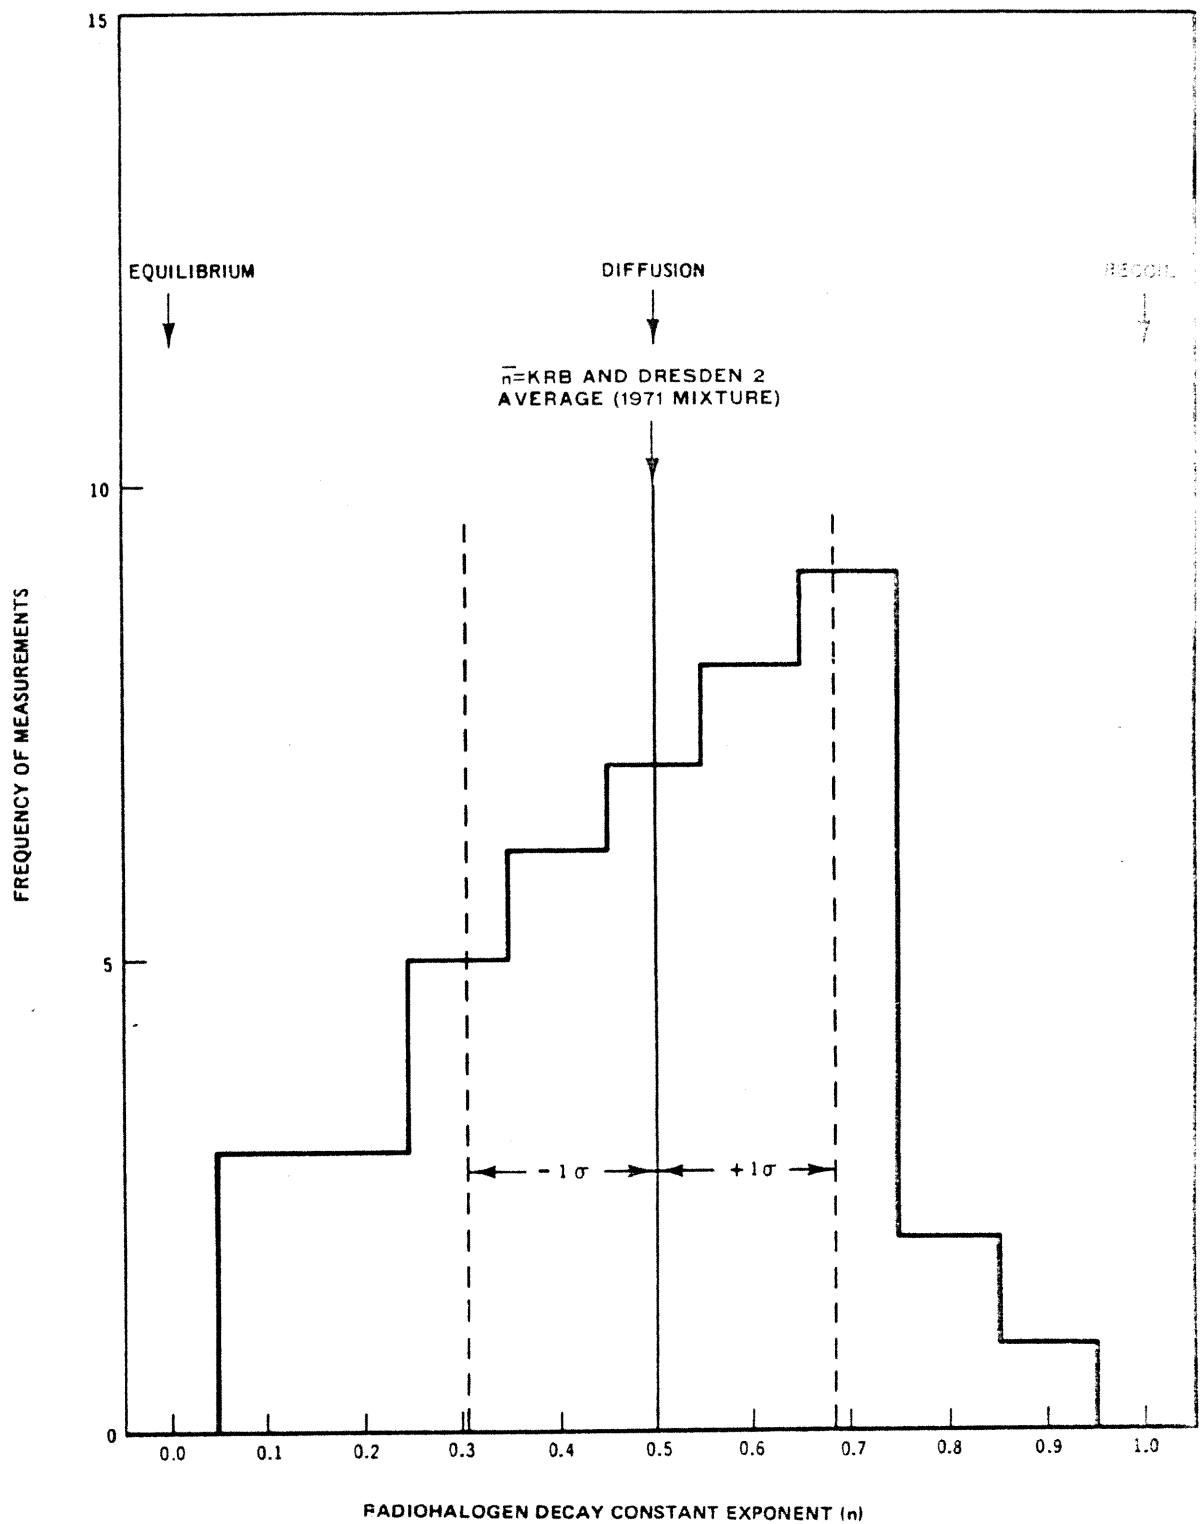 15
EQUILIBRIUM
DIFFUSION
RECOIL
n̅=KRB AND DRESDEN 2
AVERAGE (1971 MIXTURE)
10
FREQUENCY OF MEASUREMENTS
5
-1σ
+1σ
0
0.0 0.1 0.2 0.3 0.4 0.5 0.6 0.7 0.8 0.9 1.0
RADIOHALOGEN DECAY CONSTANT EXPONENT (n)